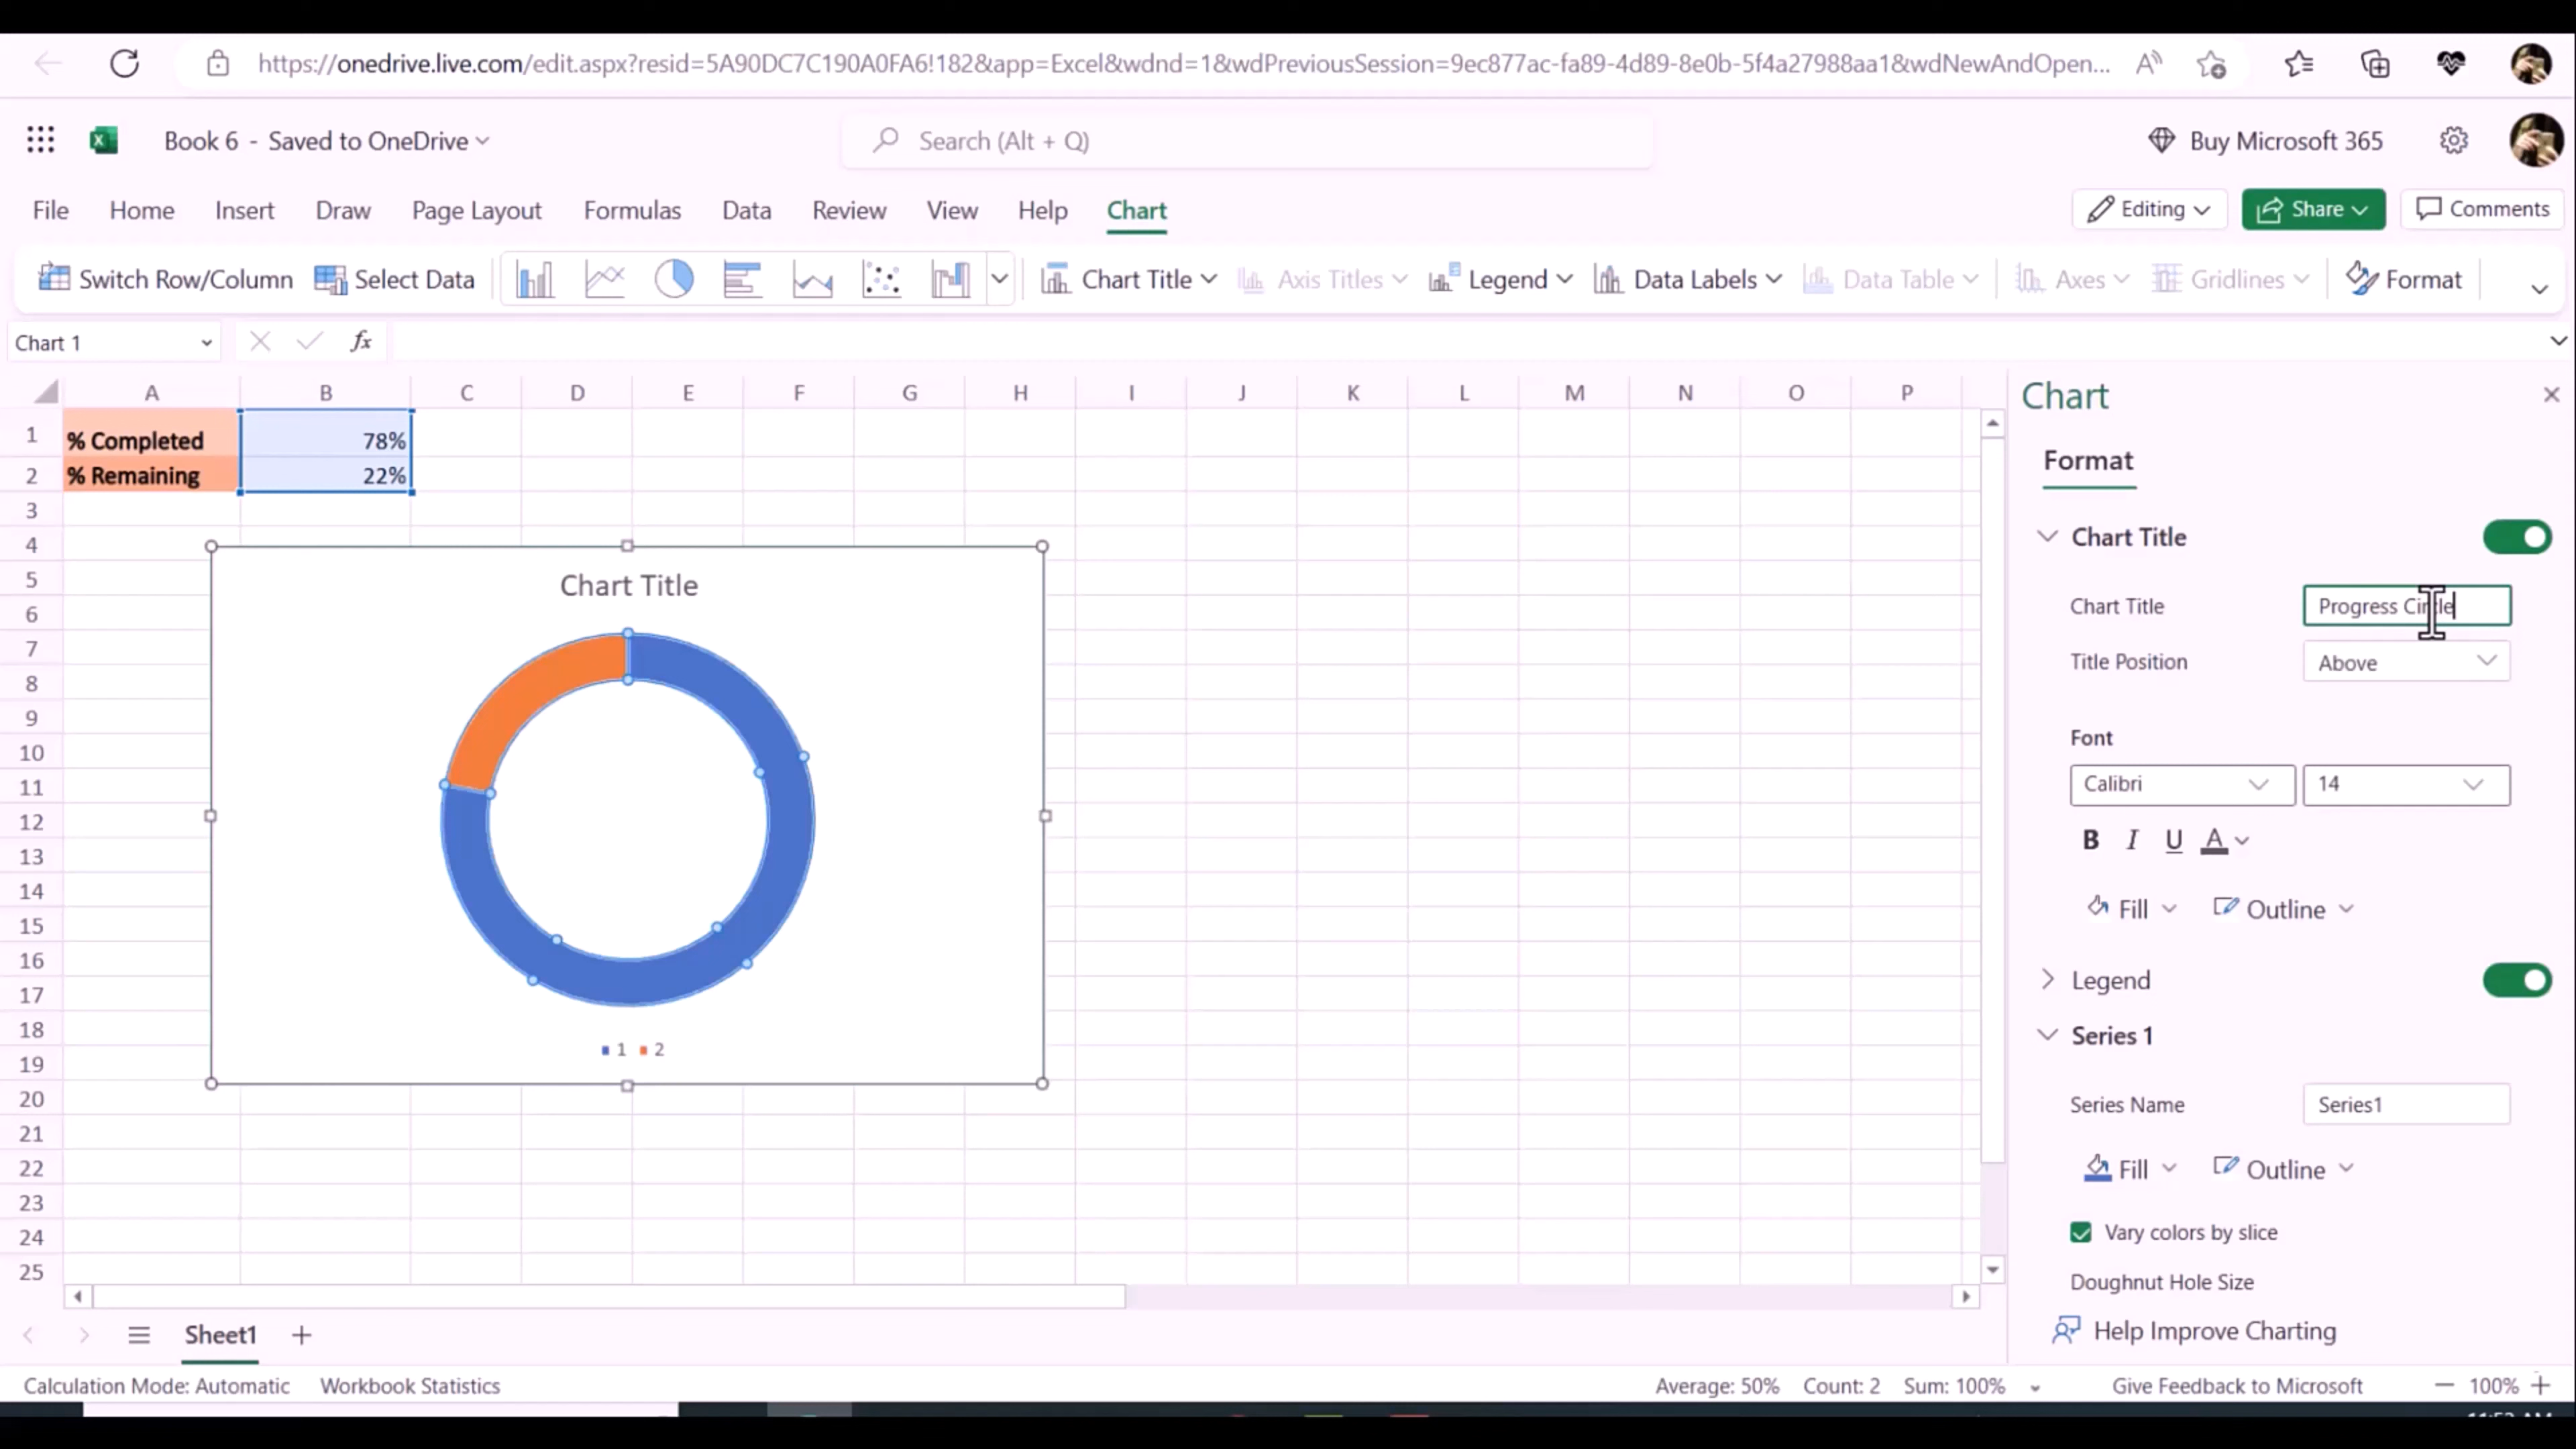 https://onedrive.live.com/edit.aspx?resid=5A90DC7C190A0FA6!182&app=Excel&wdnd=1&wdPreviousSession=9ec877ac-fa89-4d89-8e0b-5f4a27988aa1&wdNewAndOpen...
Book 6 - Saved to OneDrive
Search (Alt + Q)
Buy Microsoft 365
File Home Insert Draw Page Layout Formulas Data Review View Help Chart
Editing Share Comments
Switch Row/Column Select Data Chart Title Axis Titles Legend Data Labels Data Table Axes Gridlines Format
Chart 1 fx
A B C D E F G H I J K L M N O P
1 % Completed 78%
2 % Remaining 22%
3
4
5
6
7
8
9
10
11
12
13
14
15
16
17
18
19
20
21
22
23
24
25
Chart Title
1 2
Chart
Format
Chart Title
Chart Title Progress Circle
Title Position Above
Font
Calibri 14
B I U A
Fill Outline
Legend
Series 1
Series Name Series1
Fill Outline
Vary colors by slice
Doughnut Hole Size
Help Improve Charting
Sheet1
Calculation Mode: Automatic Workbook Statistics Average: 50% Count: 2 Sum: 100% Give Feedback to Microsoft 100%